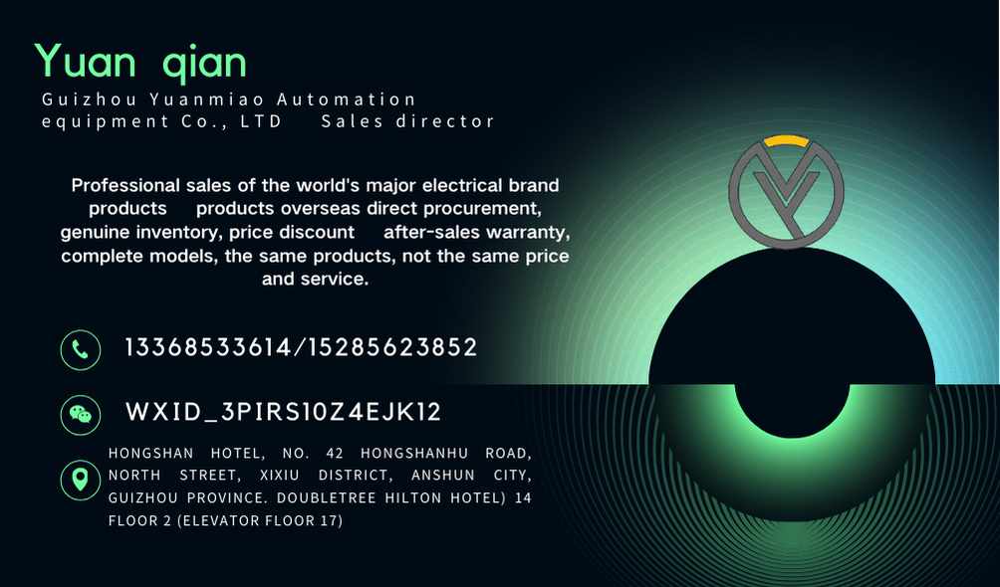 Yuan qian
Guizhou Yuanmiao Automation
equipment Co., LTD Sales director
Professional sales of the world's major electrical brand
products products overseas direct procurement,
genuine inventory, price discount after-sales warranty,
complete models, the same products, not the same price
and service.
13368533614/15285623852
WXID_3PIRS10Z4EJK12
HONGSHAN HOTEL, NO. 42 HONGSHANHU ROAD,
NORTH STREET, XIXIU DISTRICT, ANSHUN CITY,
GUIZHOU PROVINCE. DOUBLETREE HILTON HOTEL) 14
FLOOR 2 (ELEVATOR FLOOR 17)